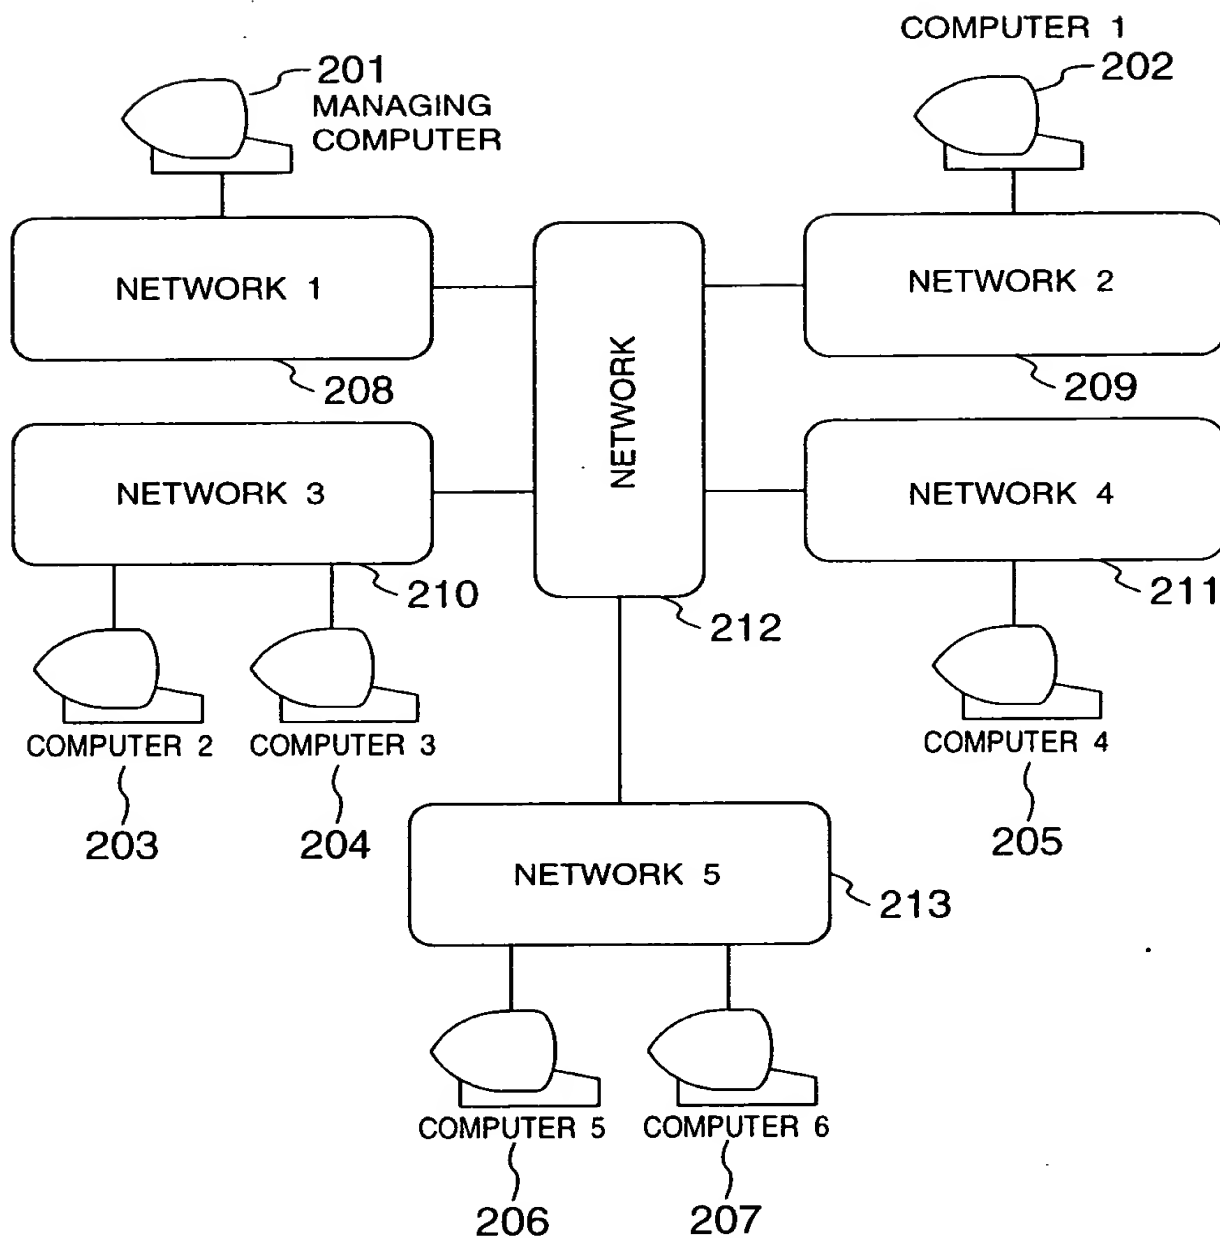 COMPUTER 1
201
MANAGING
COMPUTER
202
NETWORK 1
NETWORK
NETWORK 2
208
209
NETWORK 3
NETWORK 4
210
212
211
COMPUTER 2
COMPUTER 3
COMPUTER 4
203
204
205
NETWORK 5
213
COMPUTER 5
COMPUTER 6
206
207